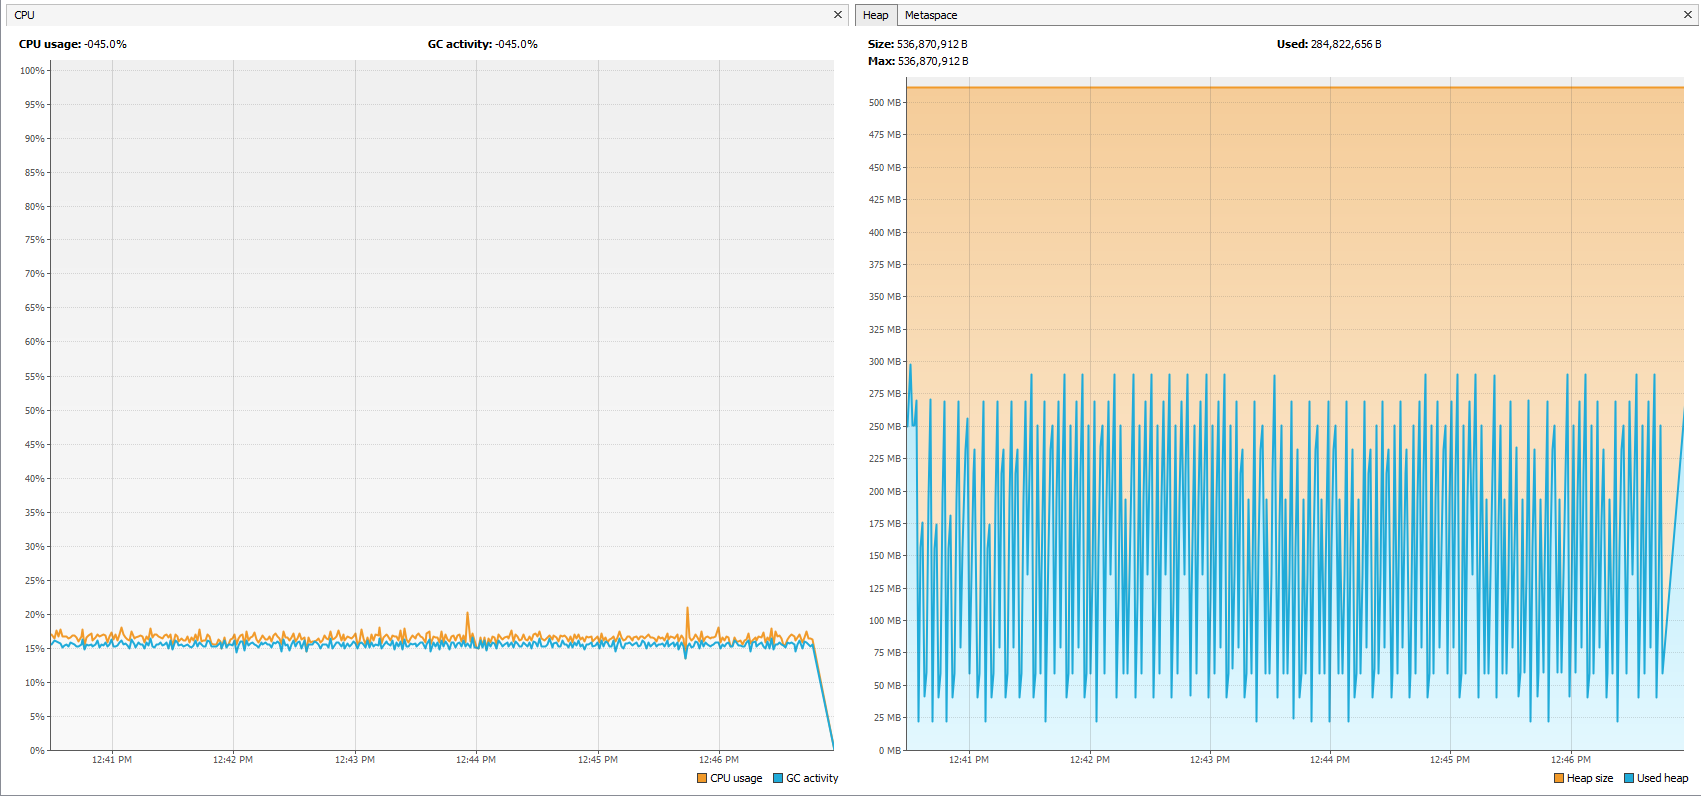 CPU
CPU usage: -045.0%
GC activity: -045.0%
100%
95%
90%
85%
80%
75%
70%
65%
60%
55%
50%
45%
40%
35%
30%
25%
20%
15%
10%
5%
0%
12:41 PM 12:42 PM 12:43 PM 12:44 PM 12:45 PM 12:46 PM
CPU usage GC activity
Heap Metaspace
Size: 536,870,912 B
Used: 284,822,656 B
Max: 536,870,912 B
500 MB
475 MB
450 MB
425 MB
400 MB
375 MB
350 MB
325 MB
300 MB
275 MB
250 MB
225 MB
200 MB
175 MB
150 MB
125 MB
100 MB
75 MB
50 MB
25 MB
0 MB
12:41 PM 12:42 PM 12:43 PM 12:44 PM 12:45 PM 12:46 PM
Heap size Used heap